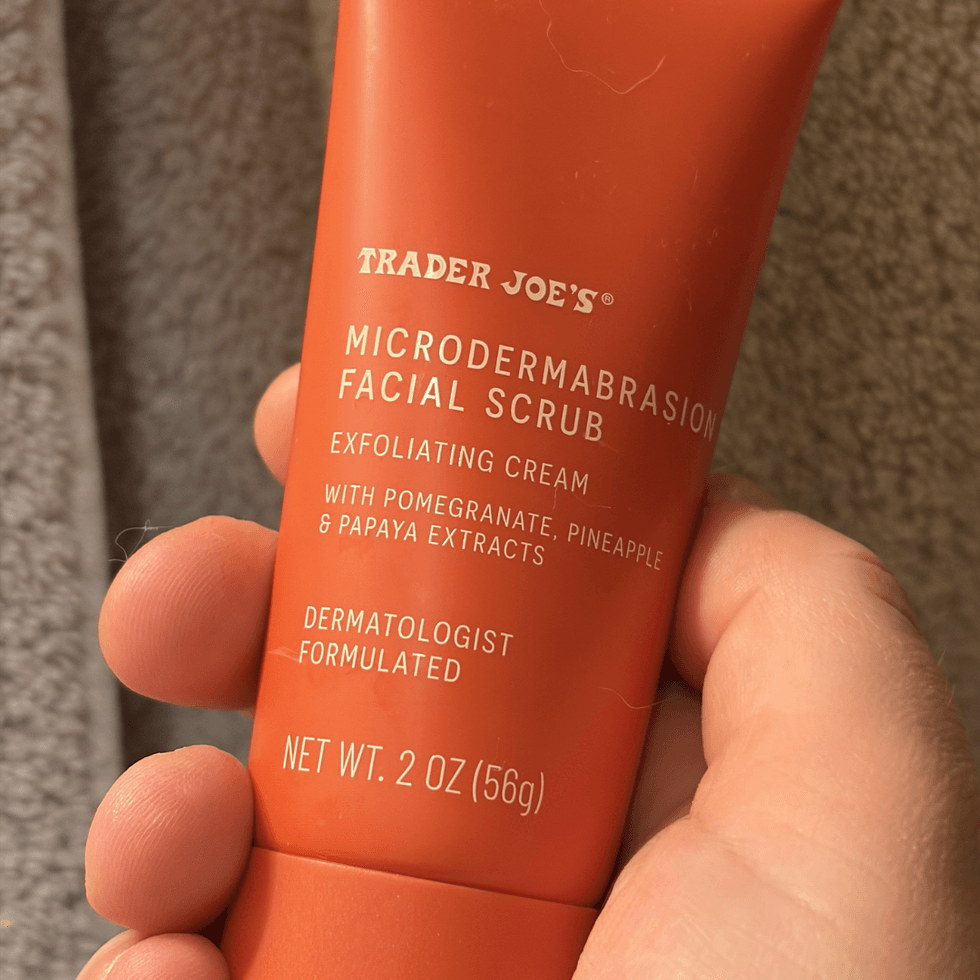 TRADER JOE'S®
MICRODERMABRASION
FACIAL SCRUB
EXFOLIATING CREAM
WITH POMEGRANATE, PINEAPPLE
& PAPAYA EXTRACTS
DERMATOLOGIST
FORMULATED
NET WT. 2 OZ (56g)